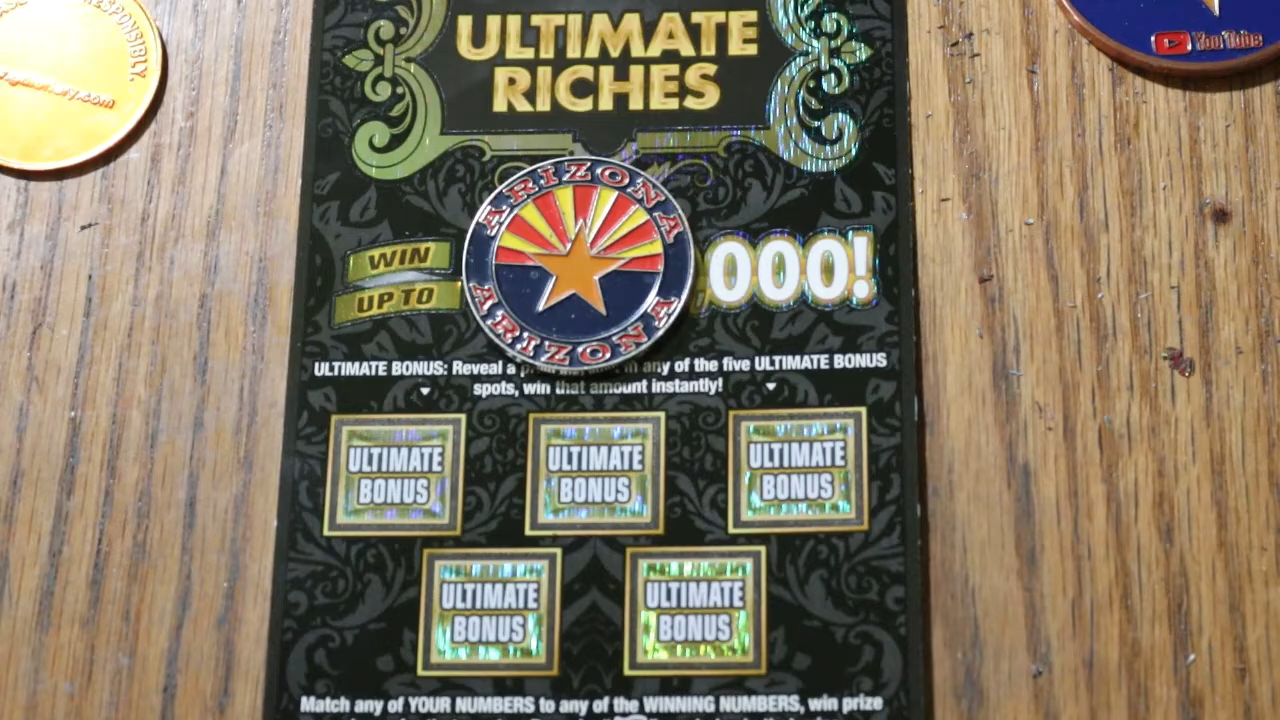 RESPONSIBLY.
YouTube
ULTIMATE
RICHES
ARIZONA
ARIZONA
WIN
UP TO
,000!
ULTIMATE BONUS: Reveal a in any of the five ULTIMATE BONUS
spots, win that amount instantly!
ULTIMATE
BONUS
ULTIMATE
BONUS
ULTIMATE
BONUS
ULTIMATE
BONUS
ULTIMATE
BONUS
Match any of YOUR NUMBERS to any of the WINNING NUMBERS, win prize